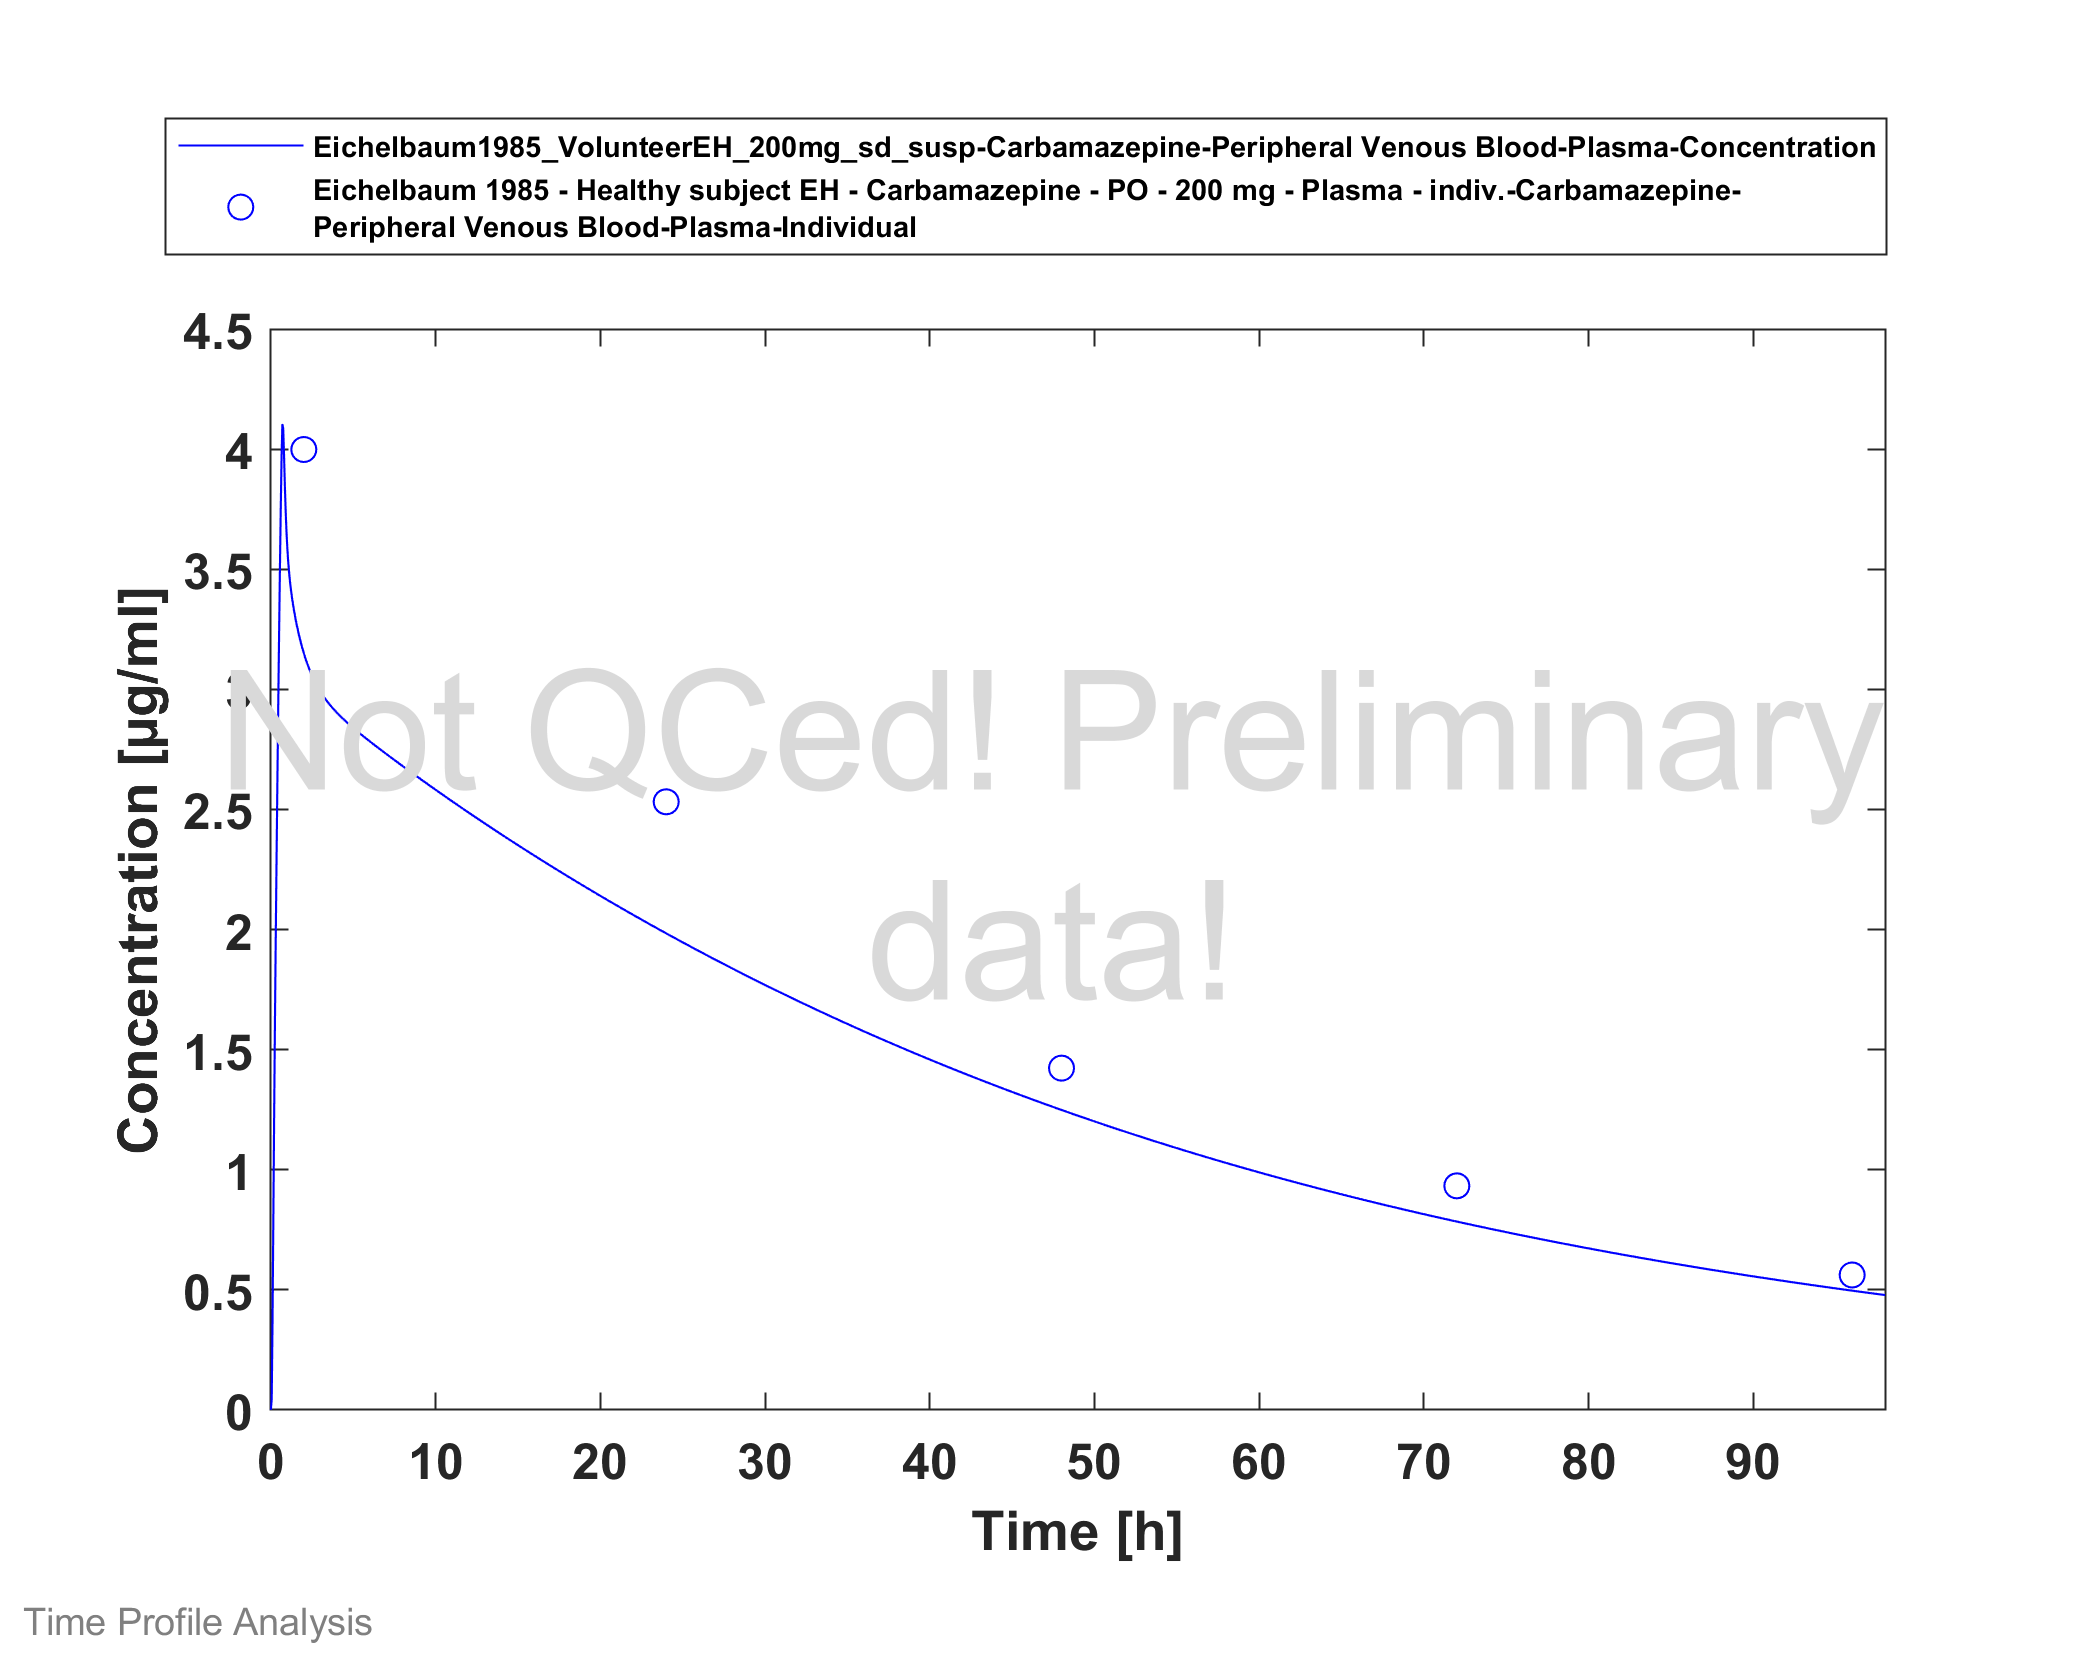 Eichelbaum1985_VolunteerEH_200mg_sd_susp-Carbamazepine-Peripheral Venous Blood-Plasma-Concentration
Eichelbaum 1985 - Healthy subject EH - Carbamazepine - PO - 200 mg - Plasma - indiv.-Carbamazepine-
Peripheral Venous Blood-Plasma-Individual
4.5
4
3.5
3
2.5
2
1.5
1
0.5
0
Concentration [µg/ml]
Not QCed! Preliminary
data!
0 10 20 30 40 50 60 70 80 90
Time [h]
Time Profile Analysis